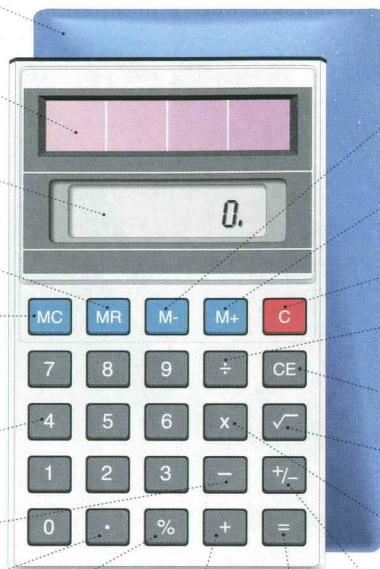 0.
MC MR M- M+ C
7 8 9 ÷ CE
4 5 6 x √
1 2 3 − +/−
0 . % + =